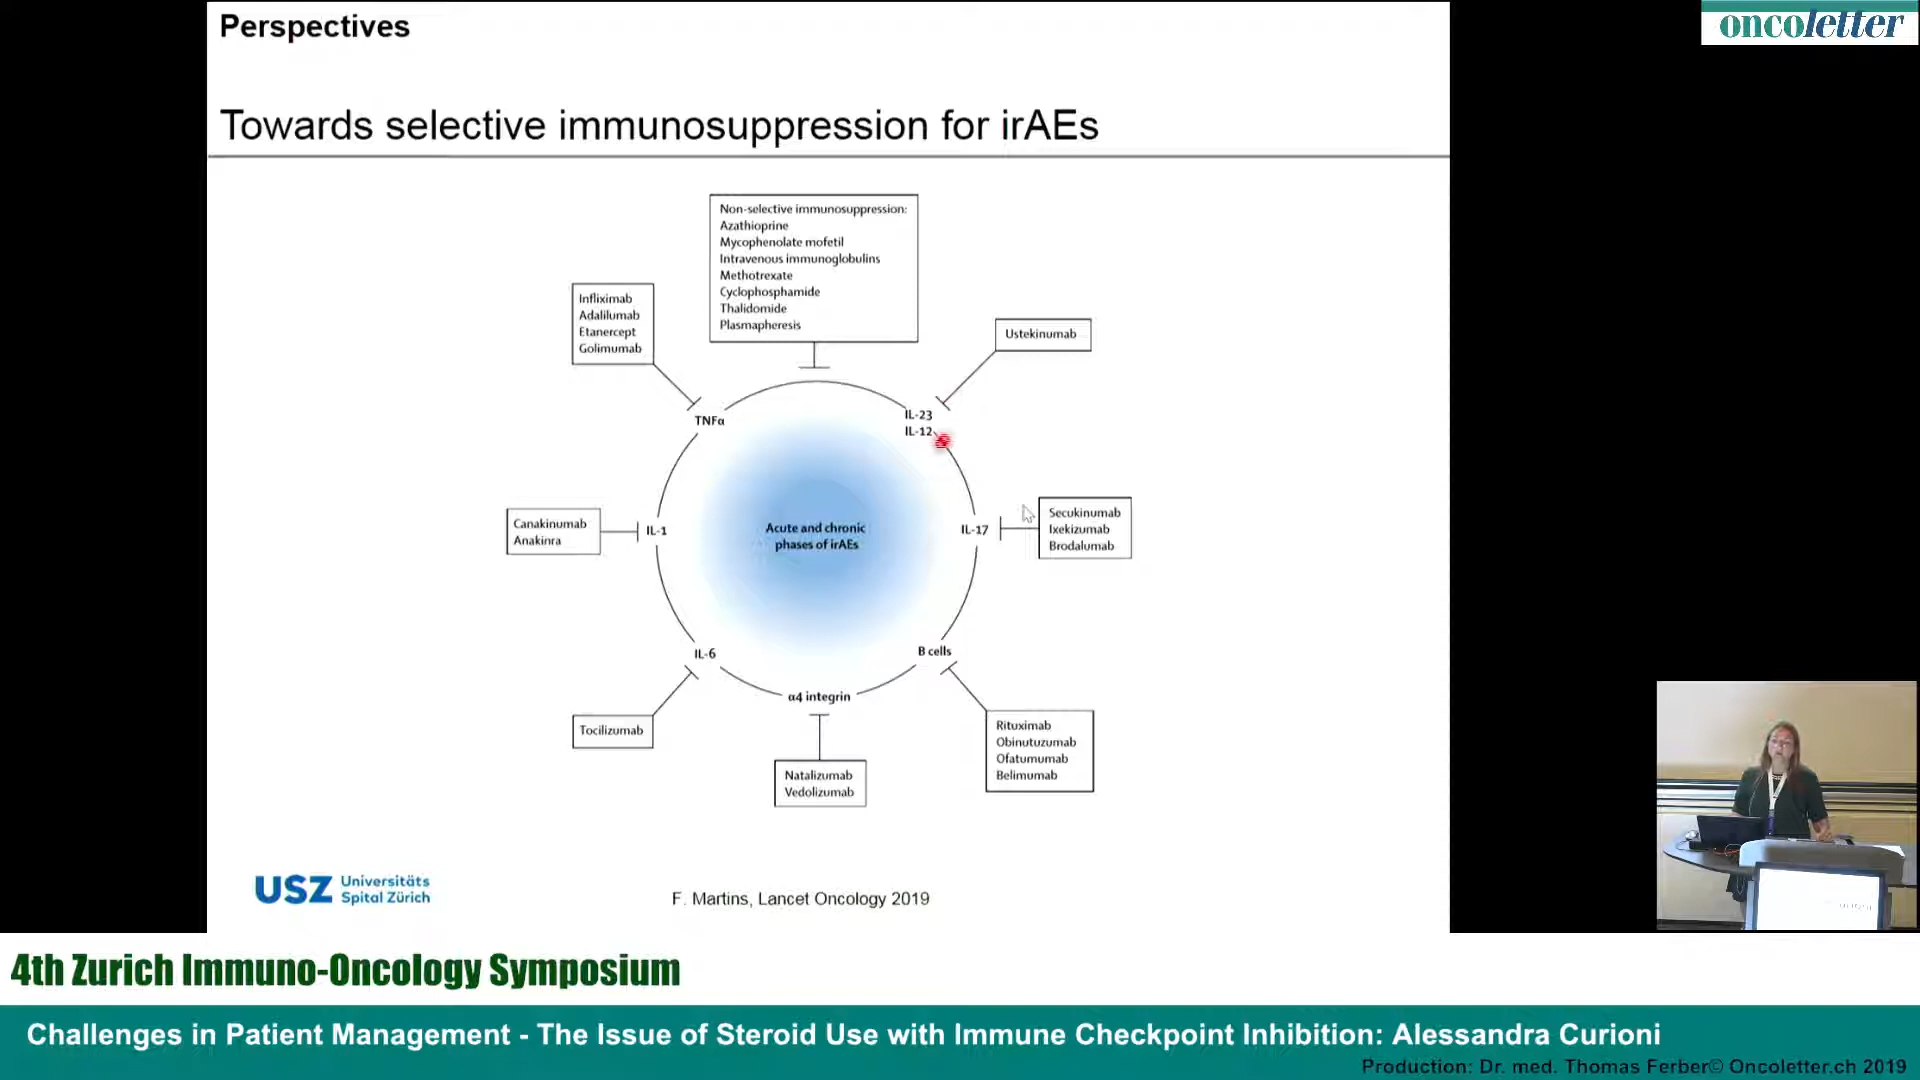 Perspectives
oncoletter
Towards selective immunosuppression for irAEs
Non-selective immunosuppression:
Azathioprine
Mycophenolate mofetil
Intravenous immunoglobulins
Methotrexate
Cyclophosphamide
Thalidomide
Plasmapheresis
Infliximab
Adalilumab
Etanercept
Golimumab
Ustekinumab
TNFα
IL-23
IL-12
Canakinumab
Anakinra
IL-1
Acute and chronic
phases of irAEs
IL-17
Secukinumab
Ixekizumab
Brodalumab
IL-6
B cells
α4 integrin
Tocilizumab
Natalizumab
Vedolizumab
Rituximab
Obinutuzumab
Ofatumumab
Belimumab
USZ Universitäts
Spital Zürich
F. Martins, Lancet Oncology 2019
4th Zurich Immuno-Oncology Symposium
Challenges in Patient Management - The Issue of Steroid Use with Immune Checkpoint Inhibition: Alessandra Curioni
Production: Dr. med. Thomas Ferber© Oncoletter.ch 2019